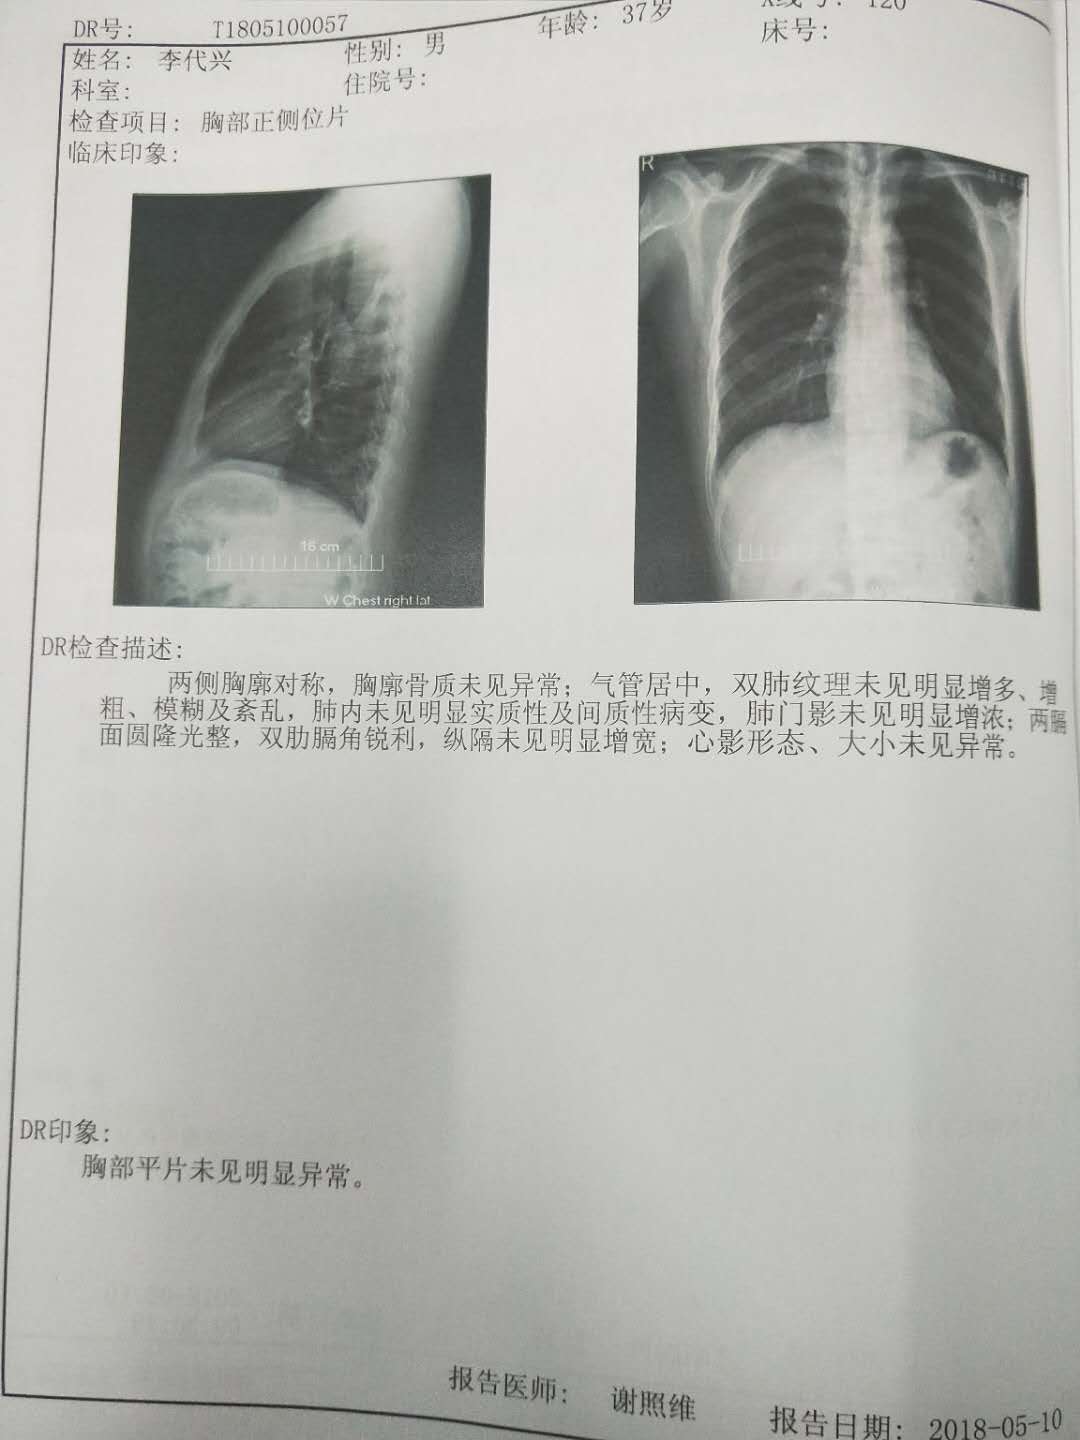 DR号: T1805100057 年龄: 37岁 X线号: 120
姓名: 李代兴 性别: 男 床号:
科室: 住院号:
检查项目: 胸部正侧位片
临床印象:
R
16 cm
W Chest right lat
DR检查描述:
两侧胸廓对称，胸廓骨质未见异常；气管居中，双肺纹理未见明显增多、增
粗、模糊及紊乱，肺内未见明显实质性及间质性病变，肺门影未见明显增浓；两膈
面圆隆光整，双肋膈角锐利，纵隔未见明显增宽；心影形态、大小未见异常。
DR印象:
胸部平片未见明显异常。
报告医师: 谢照维 报告日期: 2018-05-10